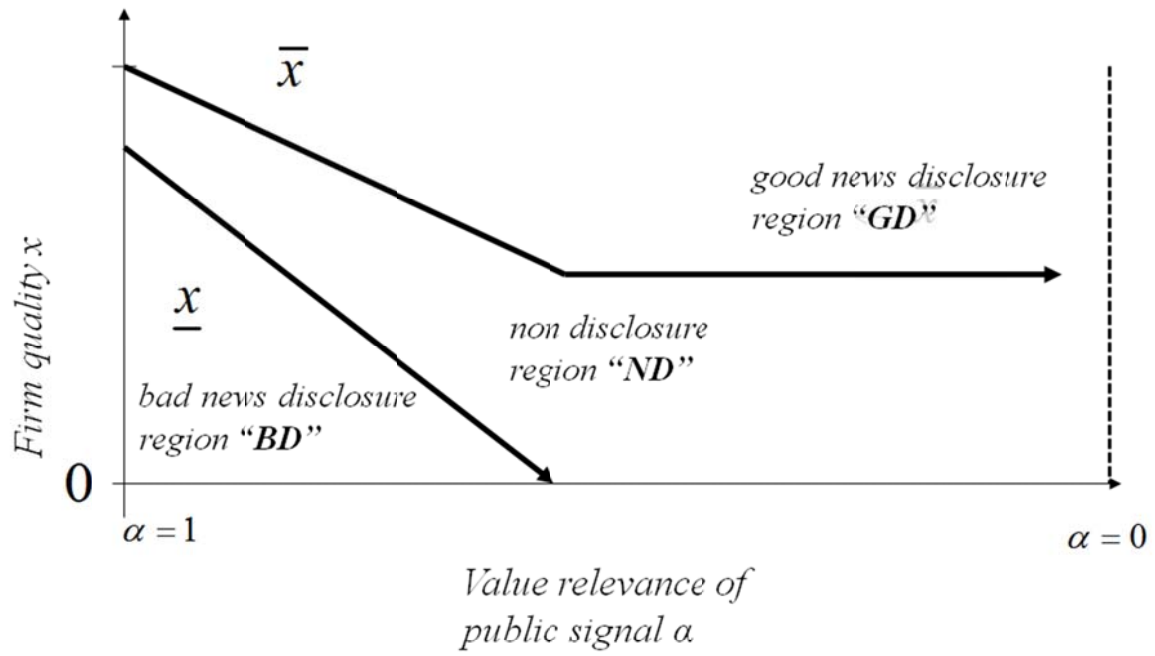 x̅
good news disclosure
region “GD”
Firm quality x
x̲
non disclosure
region “ND”
bad news disclosure
region “BD”
0
α = 1
α = 0
Value relevance of
public signal α